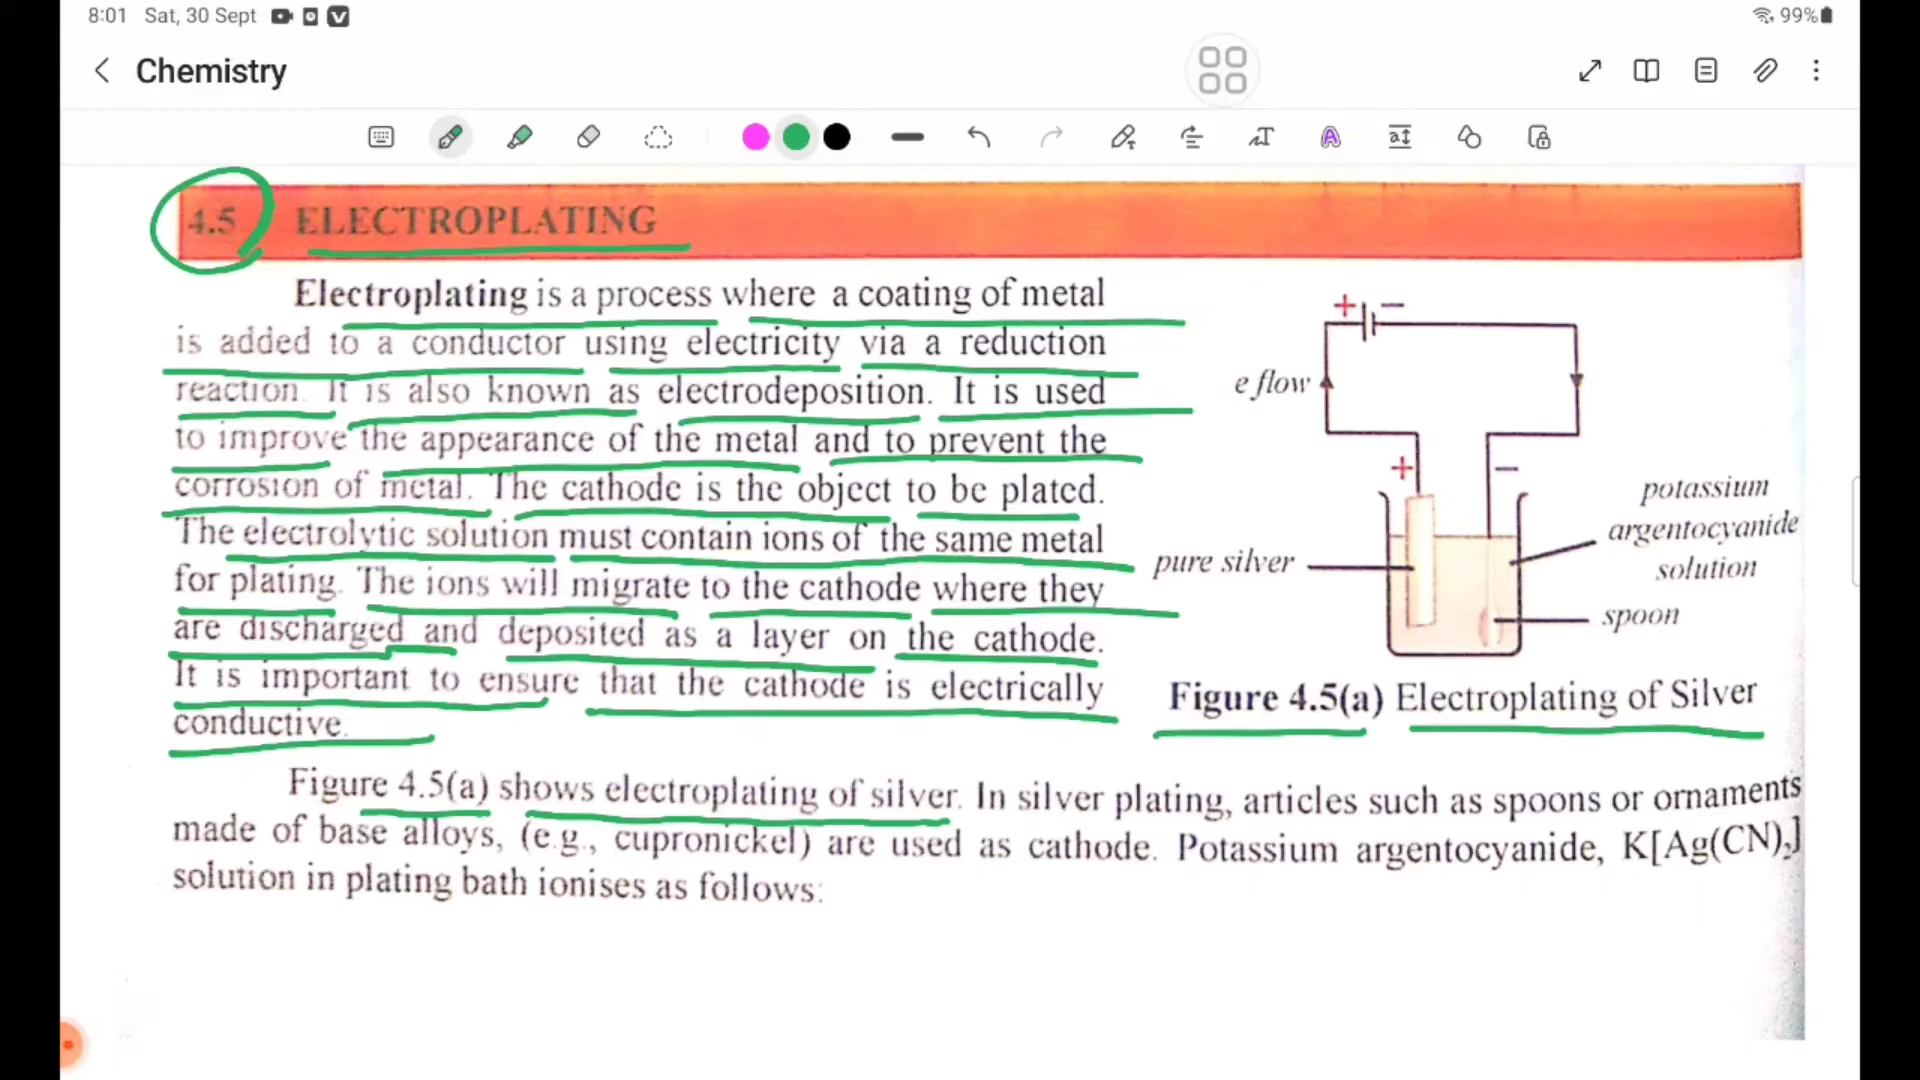 8:01 Sat, 30 Sept
99%
Chemistry
4.5 ELECTROPLATING
Electroplating is a process where a coating of metal
is added to a conductor using electricity via a reduction
reaction. It is also known as electrodeposition. It is used
to improve the appearance of the metal and to prevent the
corrosion of metal. The cathode is the object to be plated.
The electrolytic solution must contain ions of the same metal
for plating. The ions will migrate to the cathode where they
are discharged and deposited as a layer on the cathode.
It is important to ensure that the cathode is electrically
conductive.
+ −
e flow
+ −
pure silver
potassium
argentocyanide
solution
spoon
Figure 4.5(a) Electroplating of Silver
Figure 4.5(a) shows electroplating of silver. In silver plating, articles such as spoons or ornaments
made of base alloys, (e.g., cupronickel) are used as cathode. Potassium argentocyanide, K[Ag(CN)₂]
solution in plating bath ionises as follows: